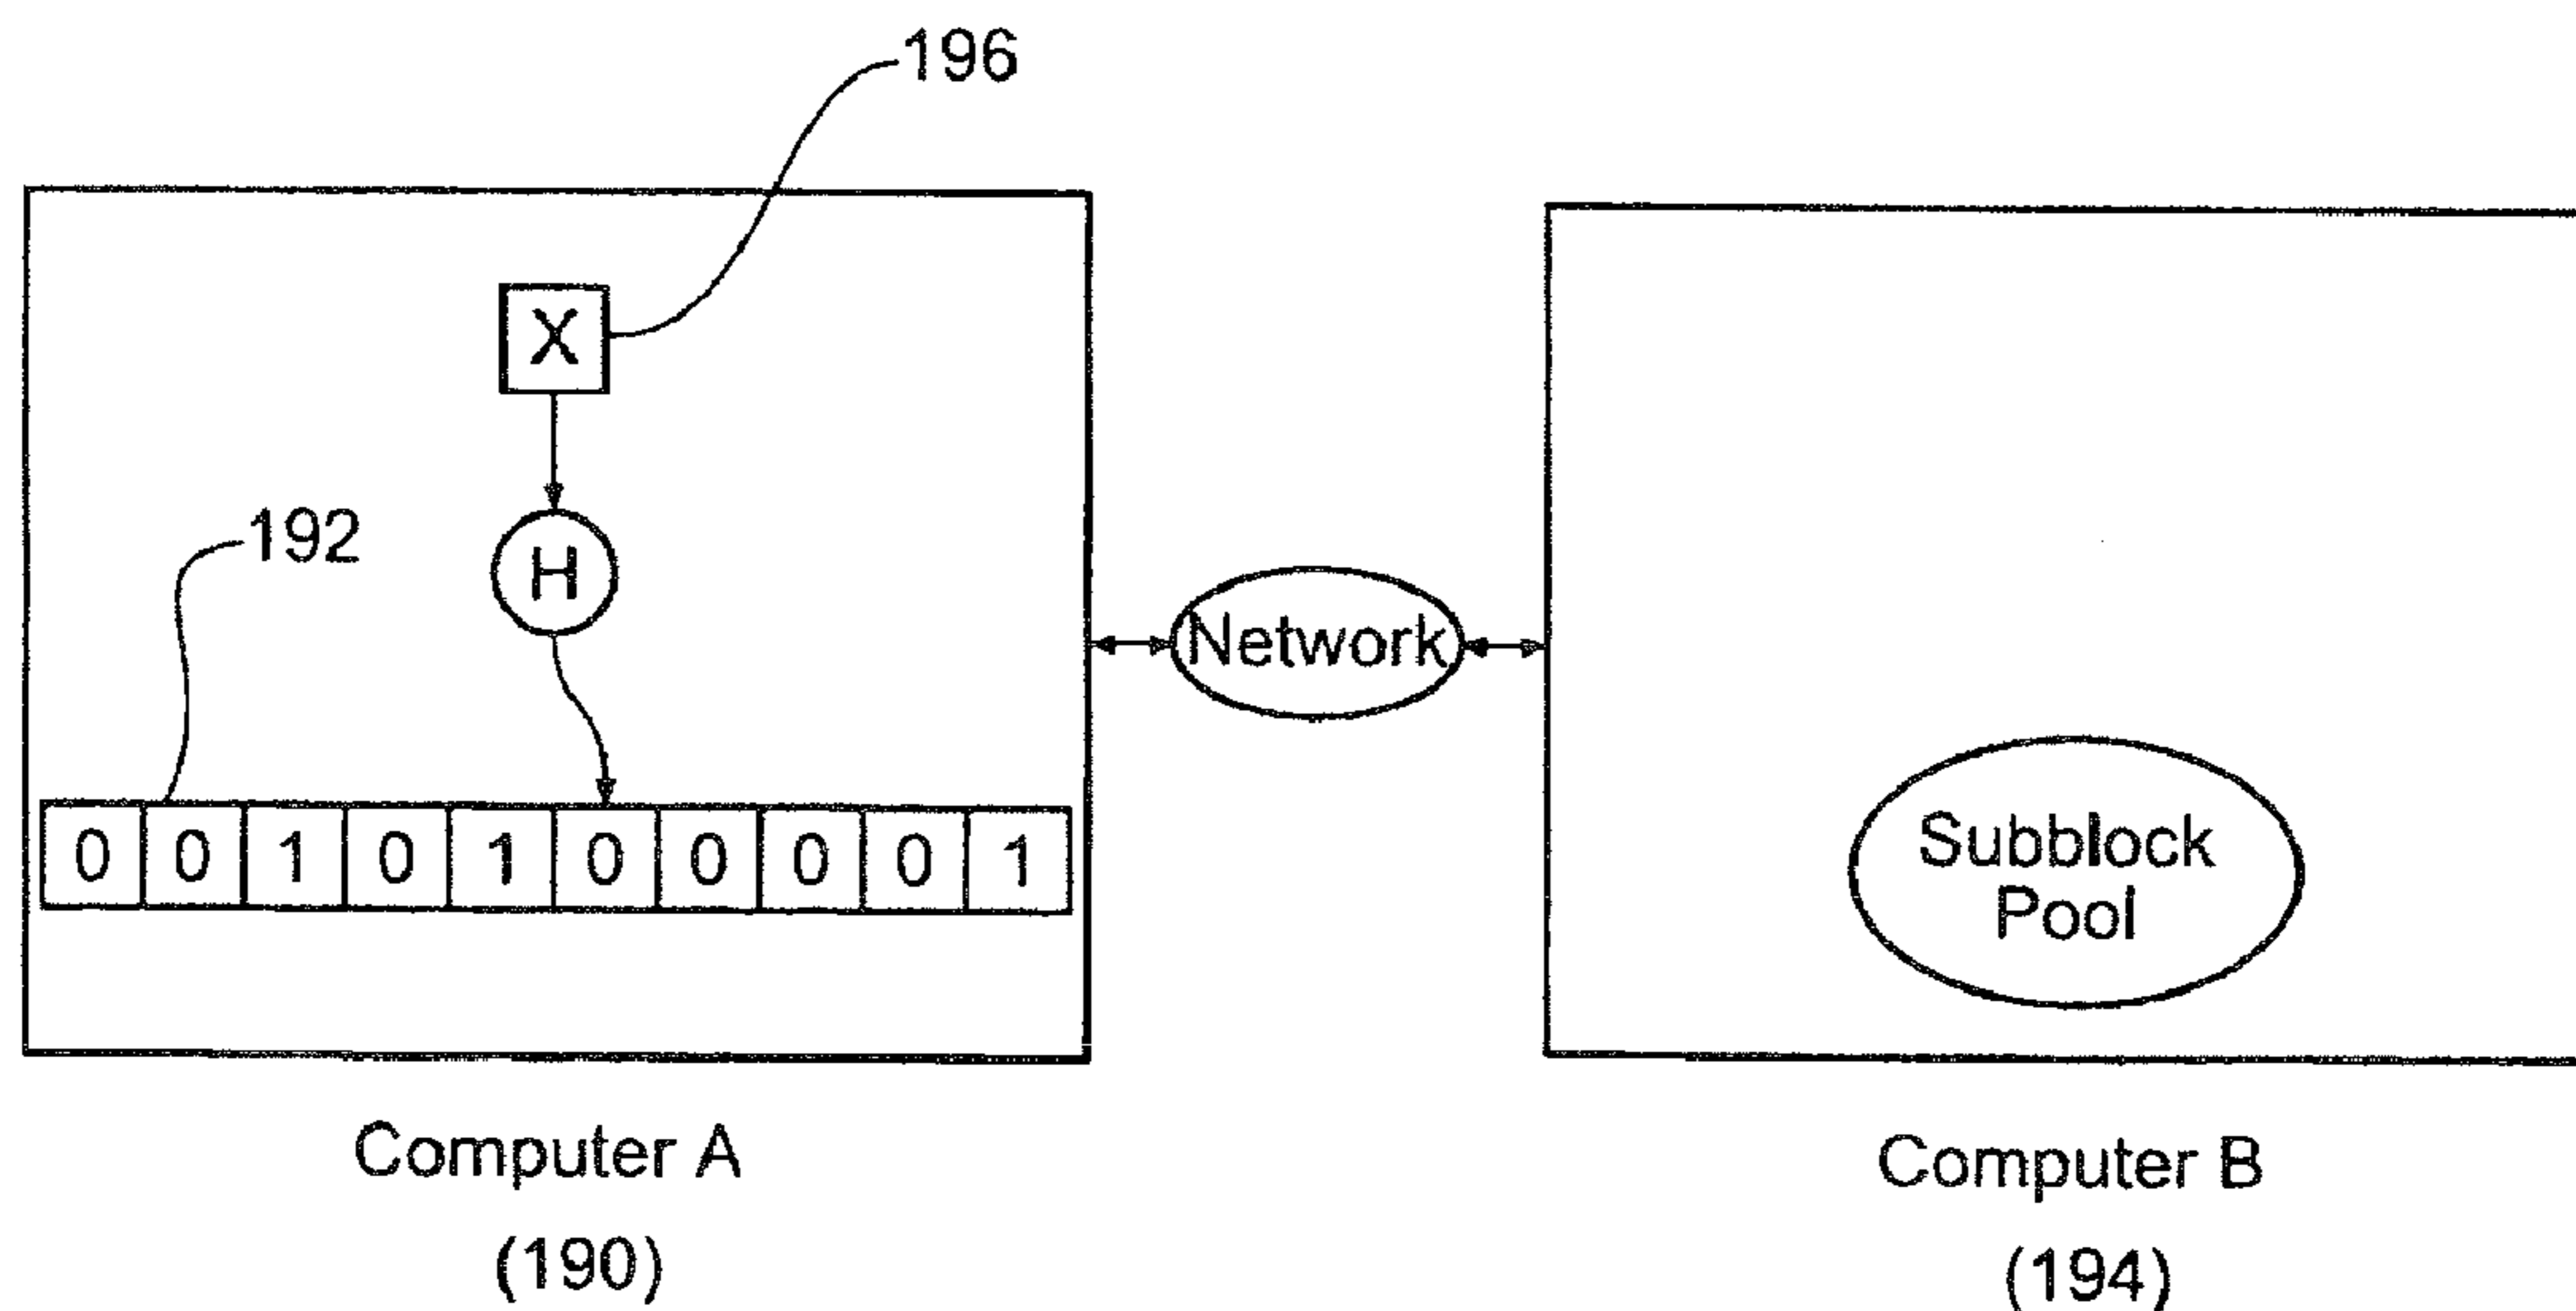 196
X
192
H
Network
0 0 1 0 1 0 0 0 0 1
Subblock
Pool
Computer A
(190)
Computer B
(194)